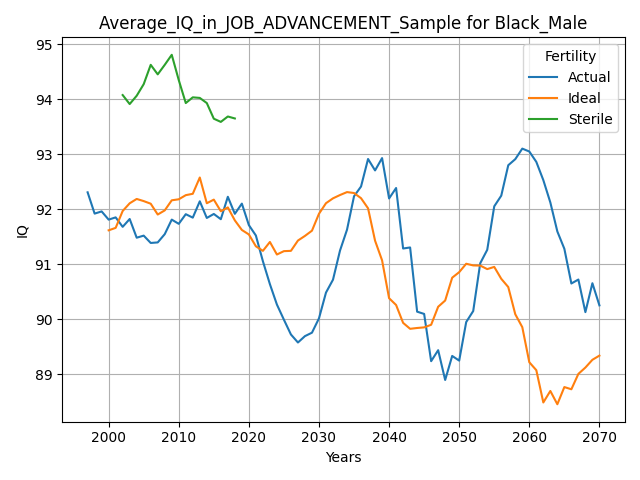 Average_IQ_in_JOB_ADVANCEMENT_Sample for Black_Male
Fertility
Actual
Ideal
Sterile
IQ
95
94
93
92
91
90
89
2000 2010 2020 2030 2040 2050 2060 2070
Years